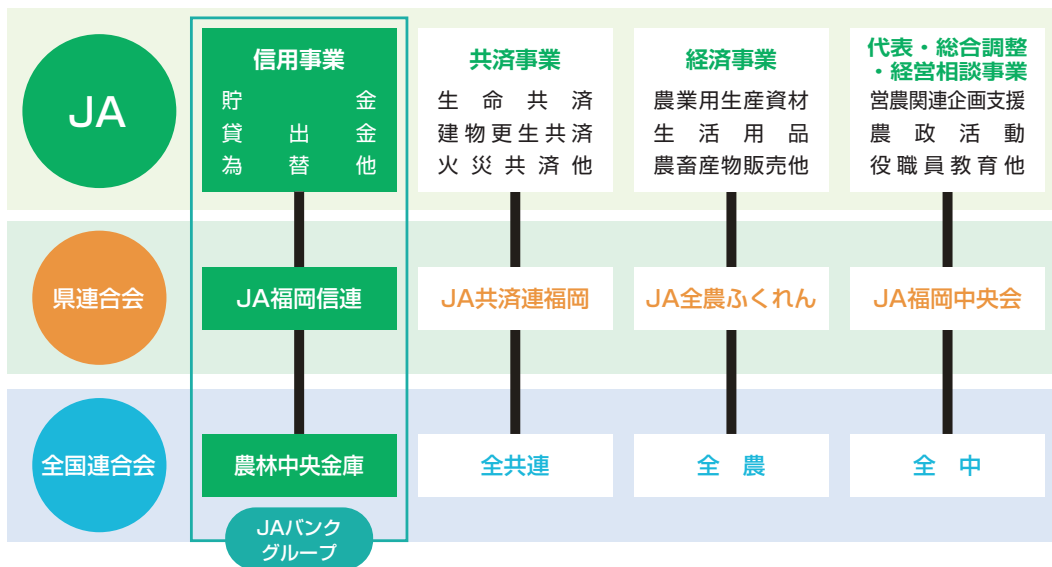 JA
信用事業
貯金
貸出金
為替他
共済事業
生命共済
建物更生共済
火災共済他
経済事業
農業用生産資材
生活用品
農畜産物販売他
代表・総合調整
・経営相談事業
営農関連企画支援
農政活動
役職員教育他
県連合会
JA福岡信連
JA共済連福岡
JA全農ふくれん
JA福岡中央会
全国連合会
農林中央金庫
全共連
全農
全中
JAバンク
グループ